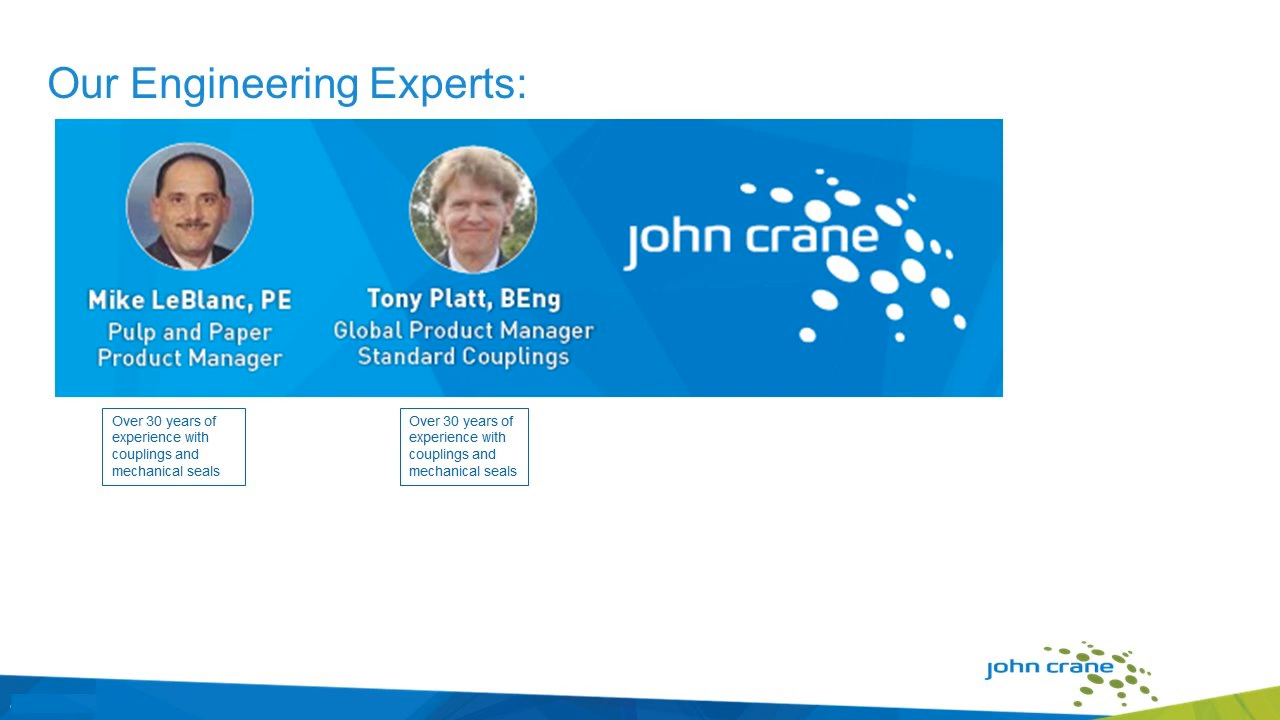 Our Engineering Experts:
john crane
Mike LeBlanc, PE
Pulp and Paper
Product Manager
Tony Platt, BEng
Global Product Manager
Standard Couplings
Over 30 years of
experience with
couplings and
mechanical seals
Over 30 years of
experience with
couplings and
mechanical seals
john crane